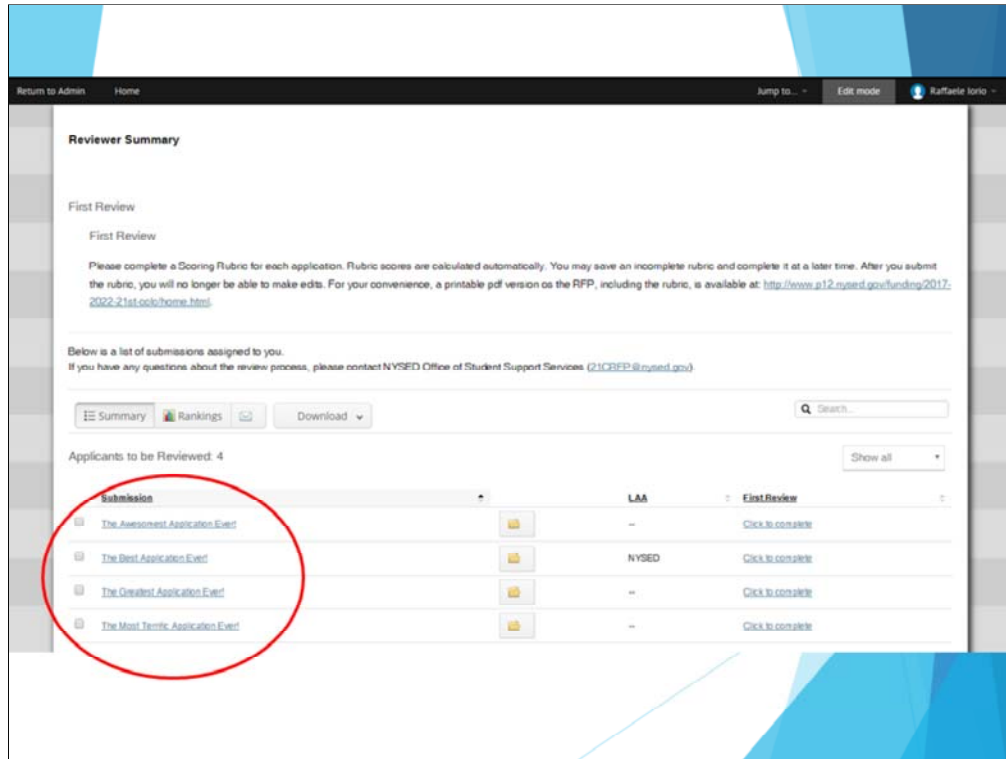 Return to Admin Home Jump to... Edit mode Raffaele Iorio
Reviewer Summary
First Review
First Review
Please complete a Scoring Rubric for each application. Rubric scores are calculated automatically. You may save an incomplete rubric and complete it at a later time. After you submit
the rubric, you will no longer be able to make edits. For your convenience, a printable pdf version os the RFP, including the rubric, is available at: http://www.p12.nysed.gov/funding/2017-
2022-21st-cclc/home.html.
Below is a list of submissions assigned to you.
If you have any questions about the review process, please contact NYSED Office of Student Support Services (21CRFP@nysed.gov)
Summary Rankings Download Search...
Applicants to be Reviewed: 4 Show all
Submission LAA First Review
The Awesomest Application Ever! -- Click to complete
The Best Application Ever! NYSED Click to complete
The Greatest Application Ever! -- Click to complete
The Most Terrific Application Ever! -- Click to complete